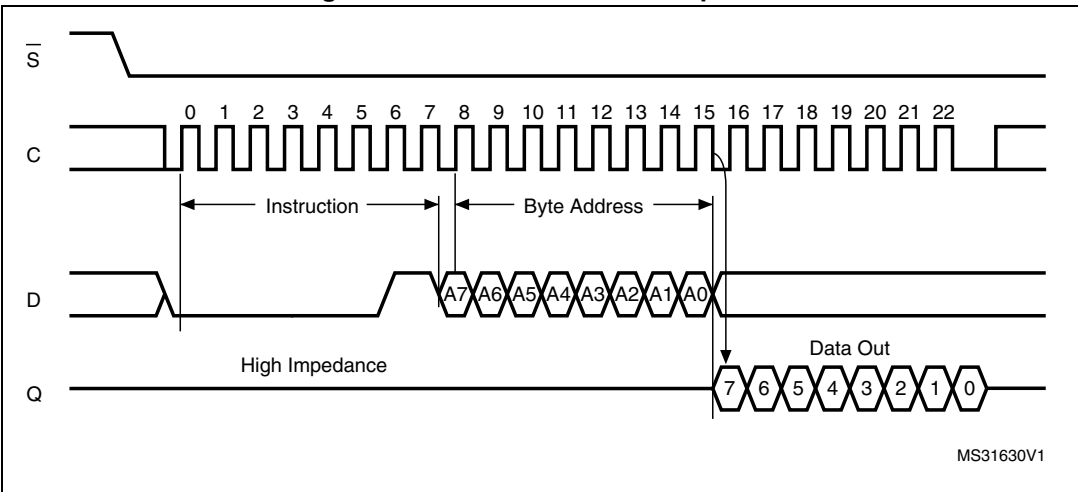 S
0 1 2 3 4 5 6 7 8 9 10 11 12 13 14 15 16 17 18 19 20 21 22
C
Instruction Byte Address
D A7 A6 A5 A4 A3 A2 A1 A0
High Impedance Data Out
Q 7 6 5 4 3 2 1 0
MS31630V1